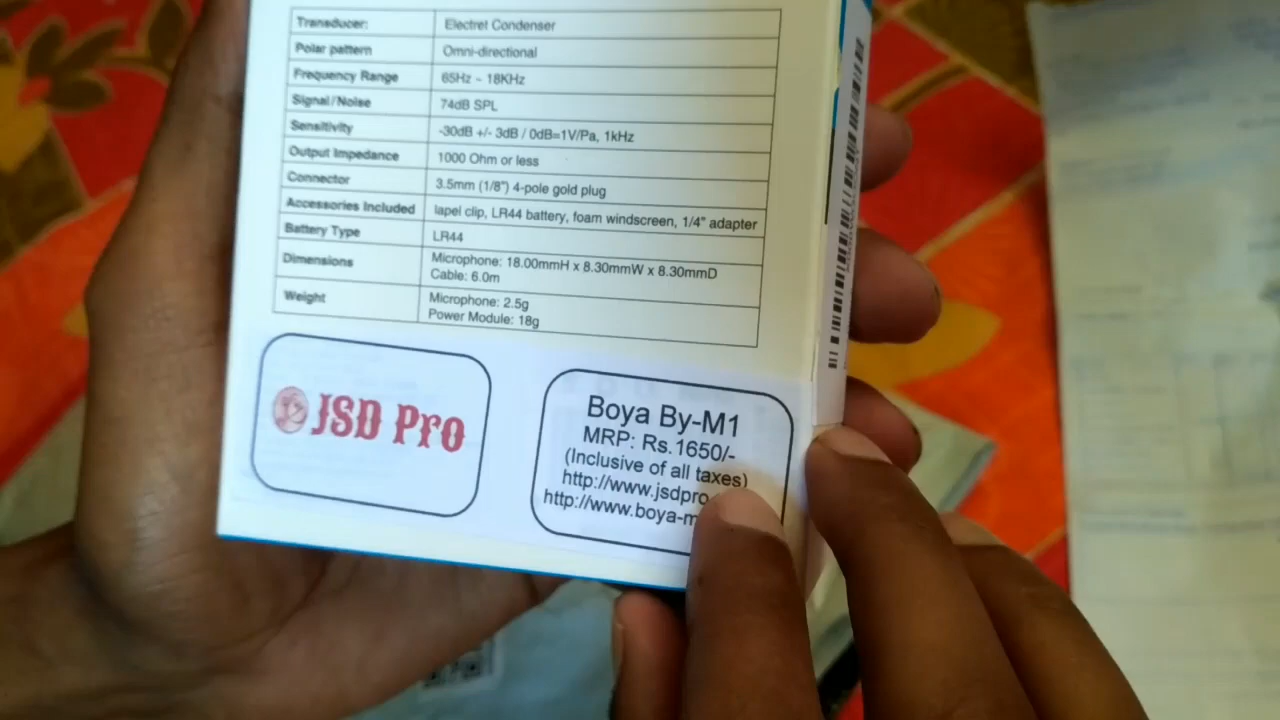 Transducer: Electret Condenser
Polar pattern Omni-directional
Frequency Range 65Hz ~ 18KHz
Signal/Noise 74dB SPL
Sensitivity -30dB +/- 3dB / 0dB=1V/Pa, 1kHz
Output Impedance 1000 Ohm or less
Connector 3.5mm (1/8") 4-pole gold plug
Accessories Included lapel clip, LR44 battery, foam windscreen, 1/4" adapter
Battery Type LR44
Dimensions Microphone: 18.00mmH x 8.30mmW x 8.30mmD
Cable: 6.0m
Weight Microphone: 2.5g
Power Module: 18g
JSD Pro
Boya By-M1
MRP: Rs.1650/-
(Inclusive of all taxes)
http://www.jsdpro
http://www.boya-m